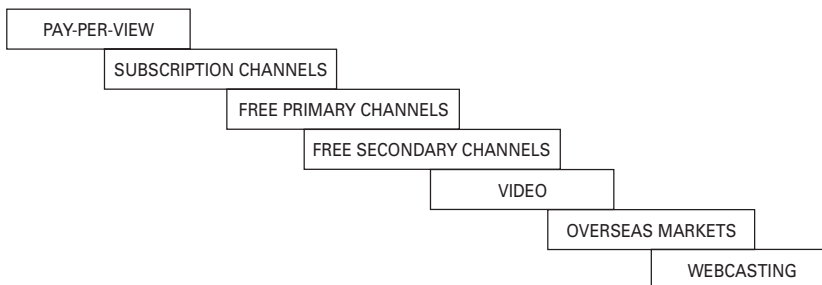 PAY-PER-VIEW
SUBSCRIPTION CHANNELS
FREE PRIMARY CHANNELS
FREE SECONDARY CHANNELS
VIDEO
OVERSEAS MARKETS
WEBCASTING